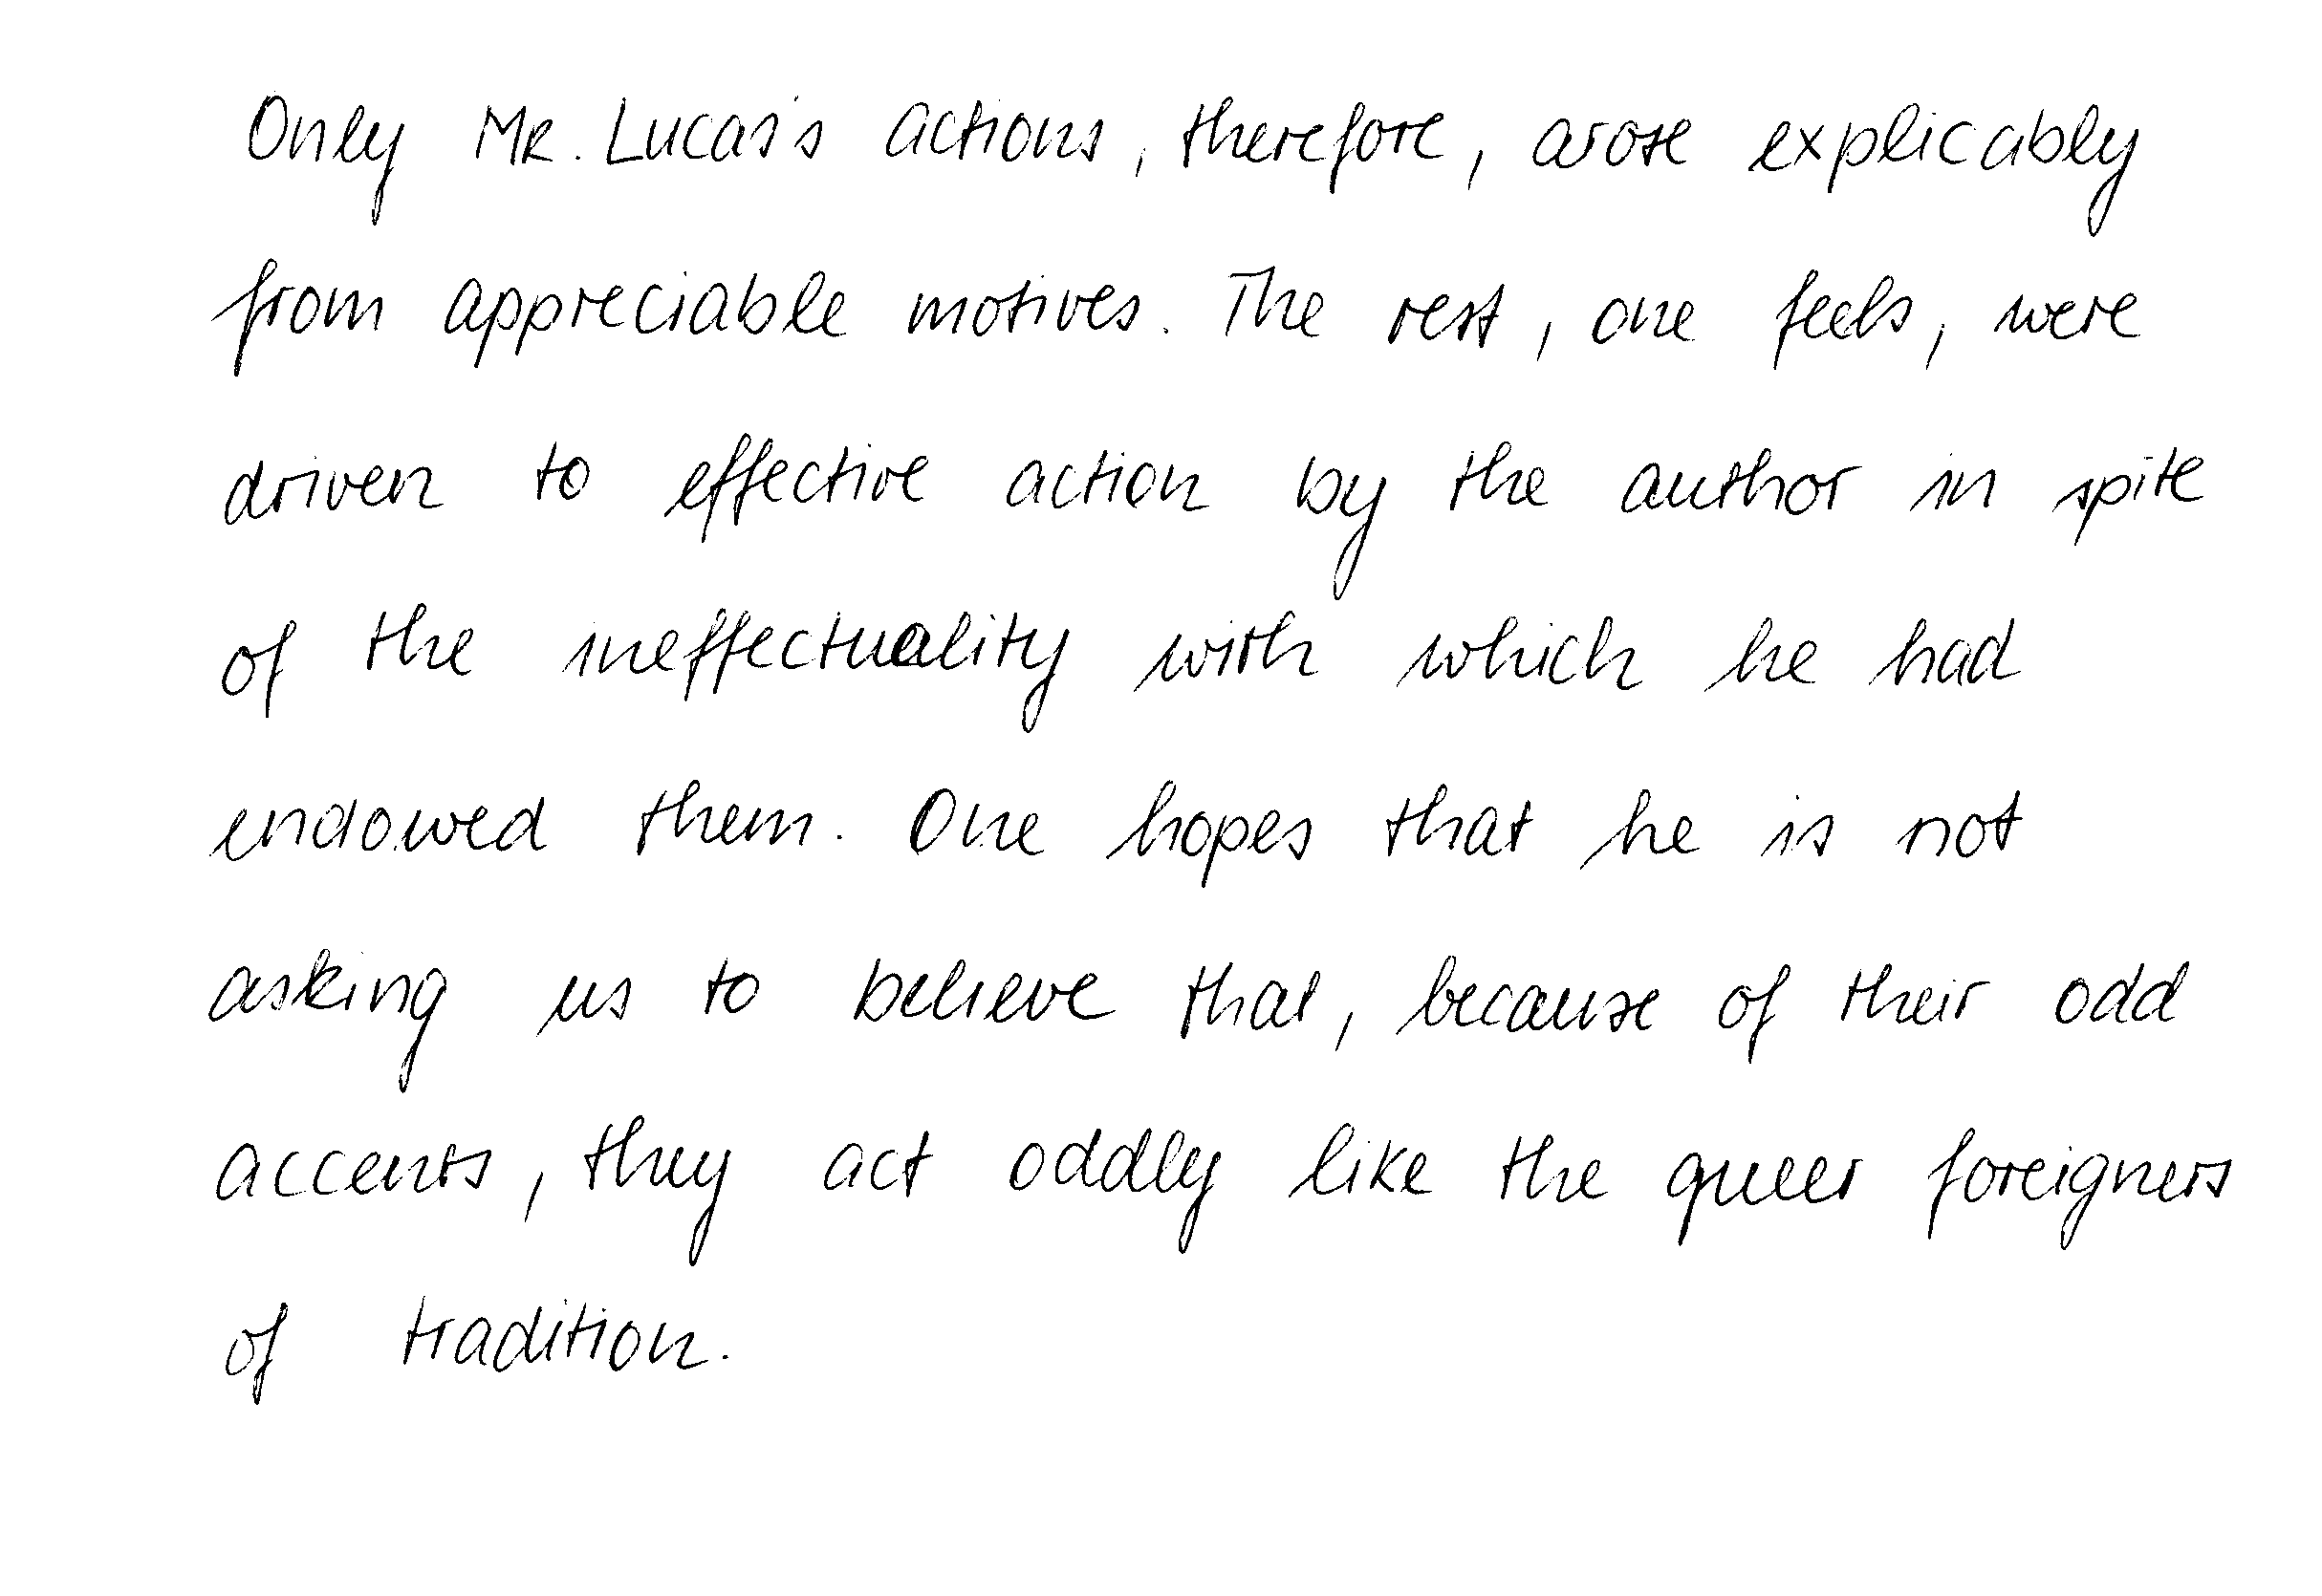 Only Mr. Lucas's actions, therefore, arose explicably
from appreciable motives. The rest, one feels, were
driven to effective action by the author in spite
of the ineffectuality with which he had
endowed them. One hopes that he is not
asking us to believe that, because of their odd
accents, they act oddly like the queer foreigners
of tradition.